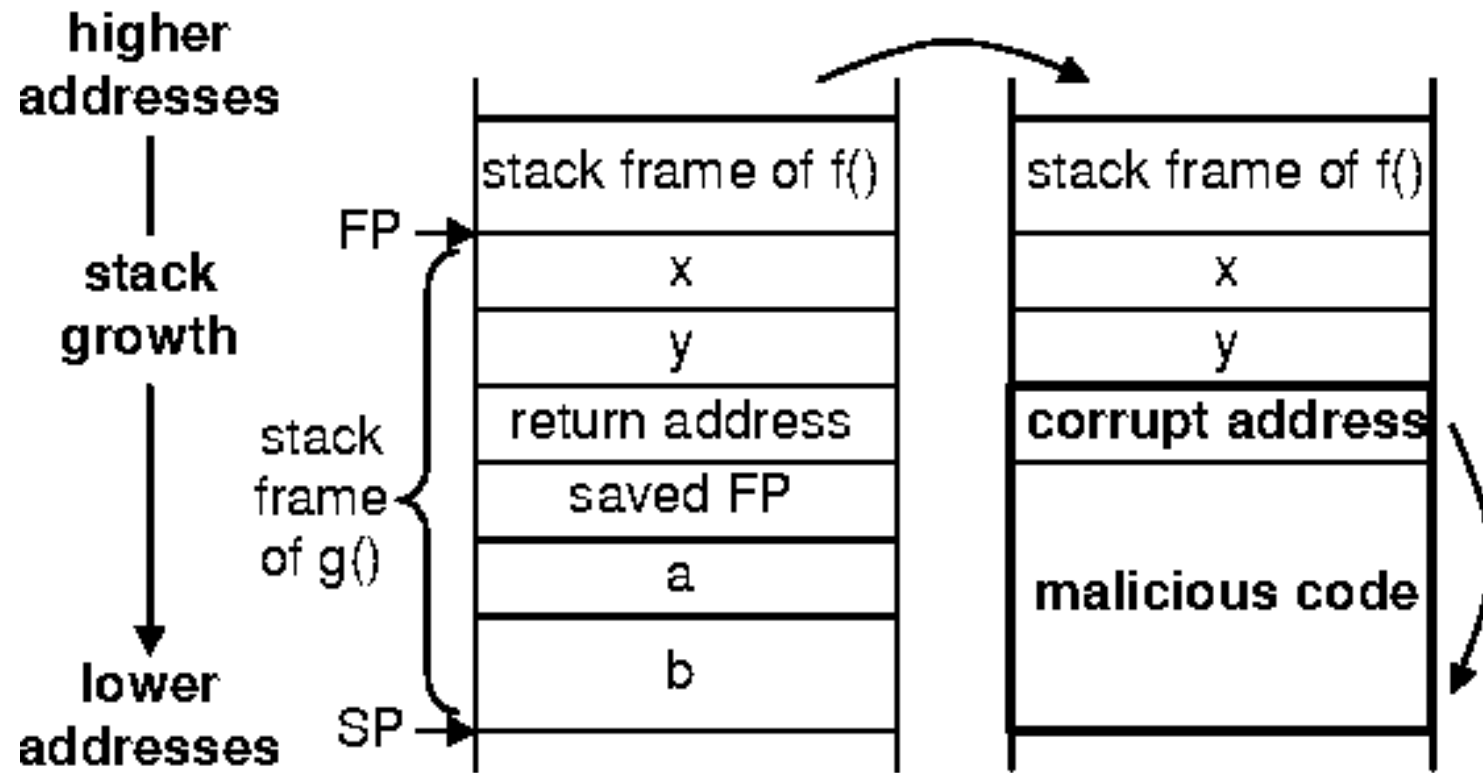 higher
addresses
stack
growth
lower
addresses
FP
stack
frame
of g()
SP
stack frame of f()
x
y
return address
saved FP
a
b
stack frame of f()
x
y
corrupt address
malicious code